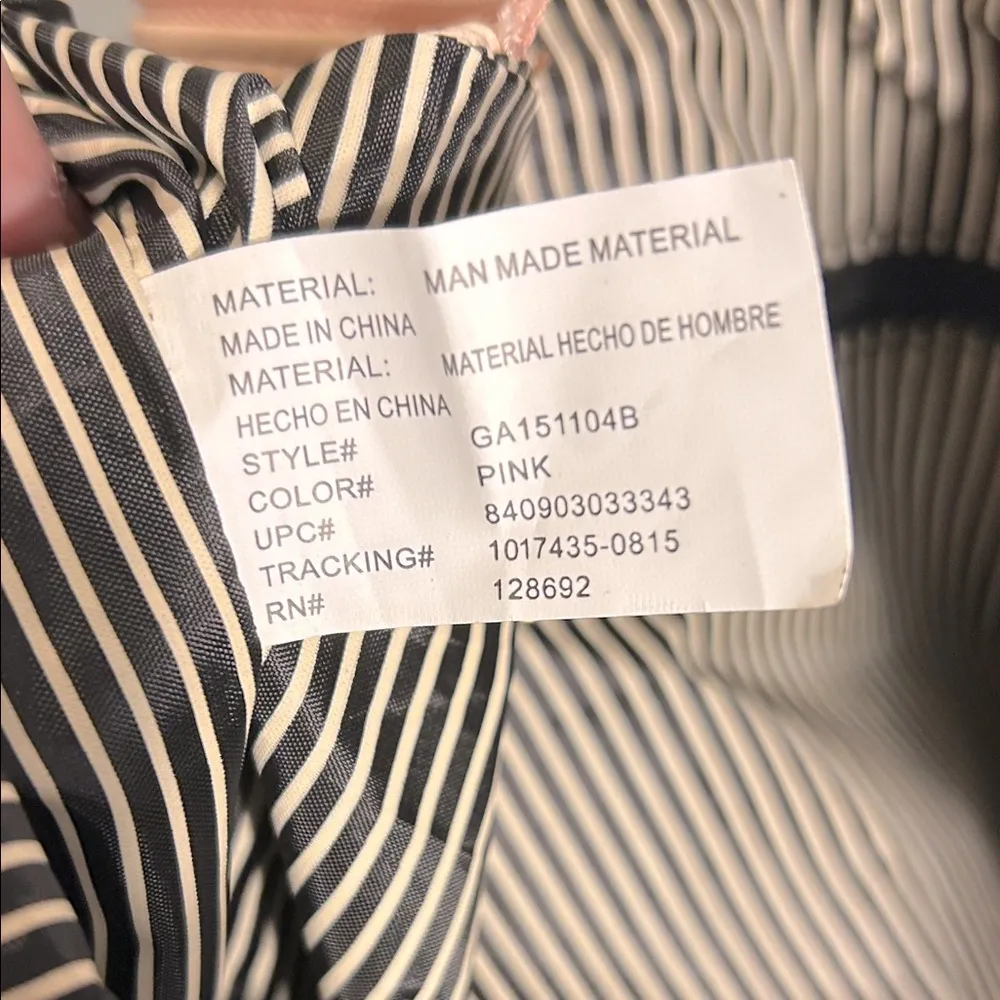 MATERIAL: MAN MADE MATERIAL
MADE IN CHINA
MATERIAL: MATERIAL HECHO DE HOMBRE
HECHO EN CHINA
STYLE# GA151104B
COLOR# PINK
UPC# 840903033343
TRACKING# 1017435-0815
RN# 128692